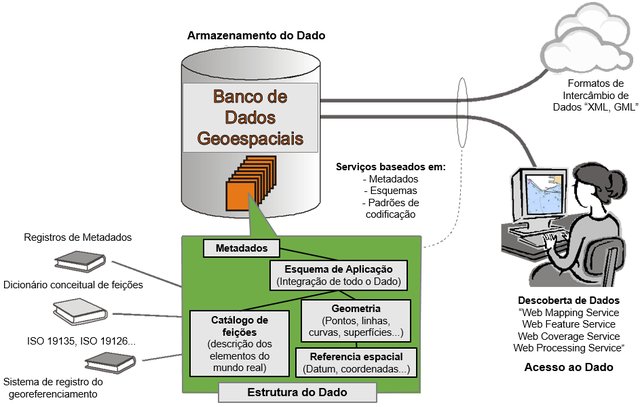 Armazenamento do Dado
Banco de
Dados
Geoespaciais
Formatos de
Intercâmbio de
Dados "XML, GML"
Serviços baseados em:
- Metadados
- Esquemas
- Padrões de
codificação
Registros de Metadados
Dicionário conceitual de feições
ISO 19135, ISO 19126...
Sistema de registro do
georeferenciamento
Metadados
Esquema de Aplicação
(Integração de todo o Dado)
Catálogo de
feições
(descrição dos
elementos do
mundo real)
Geometria
(Pontos, linhas,
curvas, superfícies...)
Referencia espacial
(Datum, coordenadas...)
Estrutura do Dado
Descoberta de Dados
"Web Mapping Service
Web Feature Service
Web Coverage Service
Web Processing Service"
Acesso ao Dado